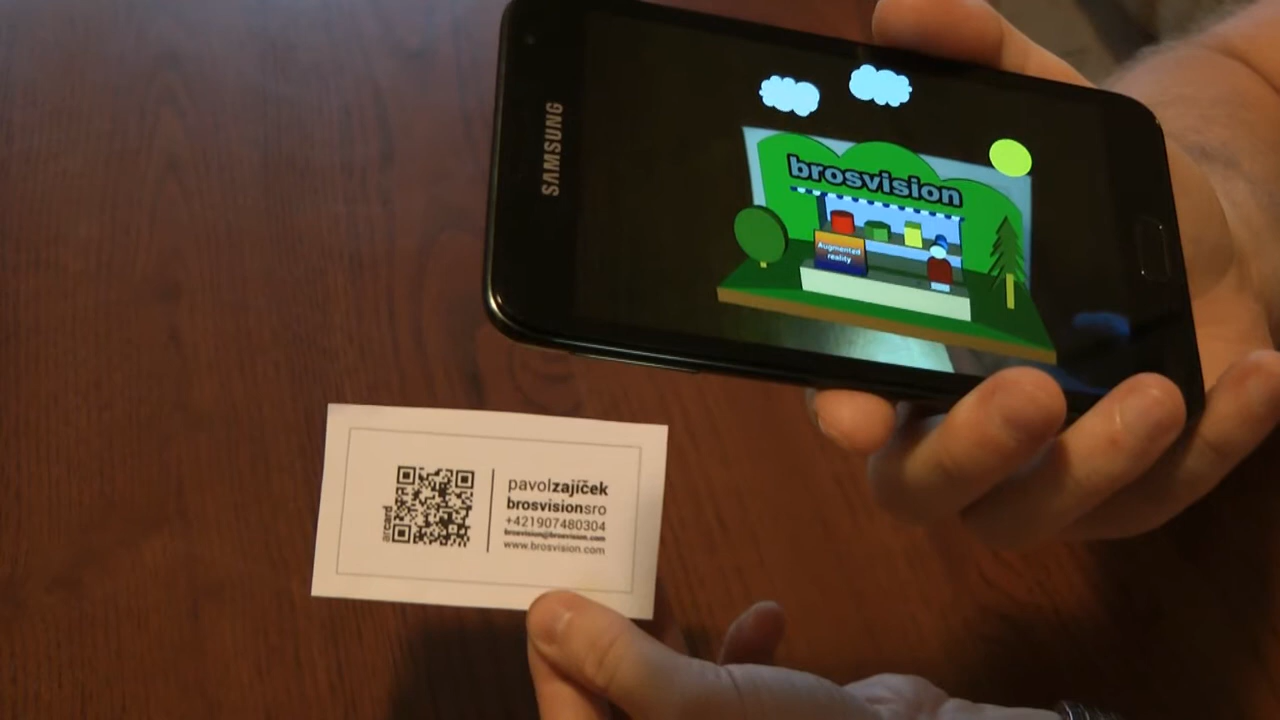 SAMSUNG
brosvision
Augmented
reality
arcard
pavolzajíček
brosvisionsro
+421907480304
brosvision@brosvision.com
www.brosvision.com